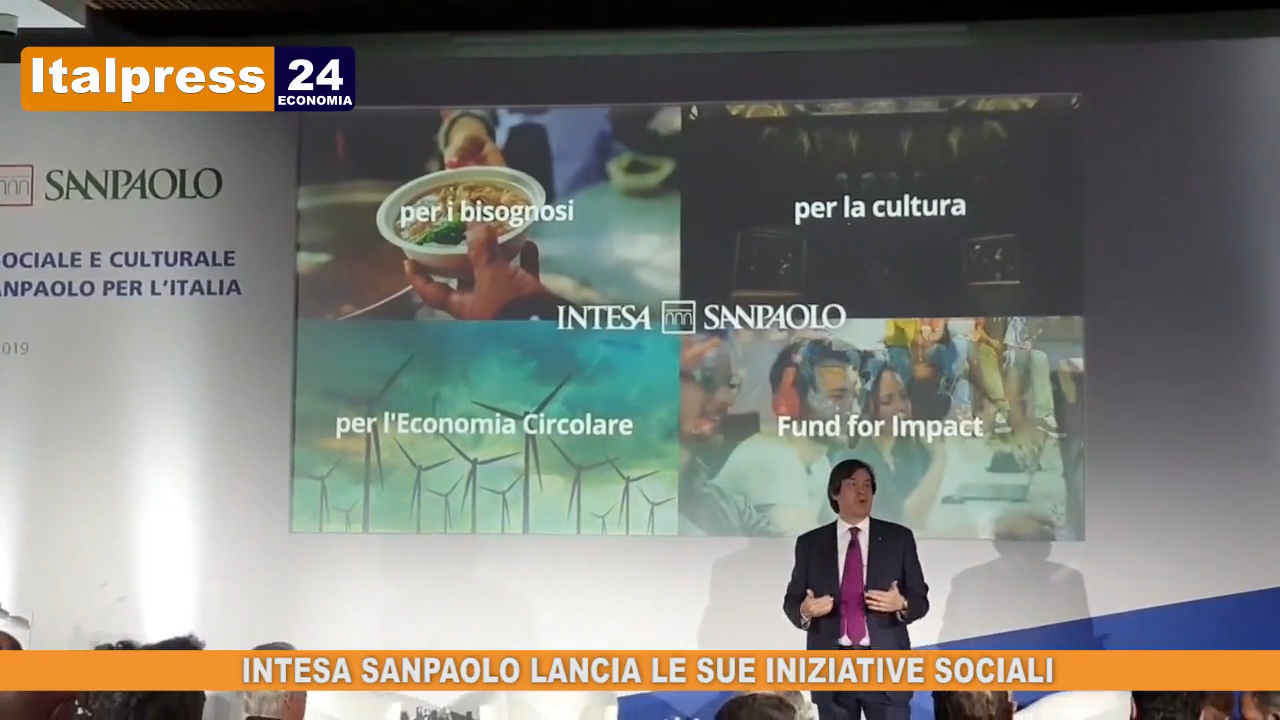 Italpress
24
ECONOMIA
SANPAOLO
SOCIALE E CULTURALE
SANPAOLO PER L'ITALIA
2019
per i bisognosi
per la cultura
INTESA SANPAOLO
per l'Economia Circolare
Fund for Impact
INTESA SANPAOLO LANCIA LE SUE INIZIATIVE SOCIALI